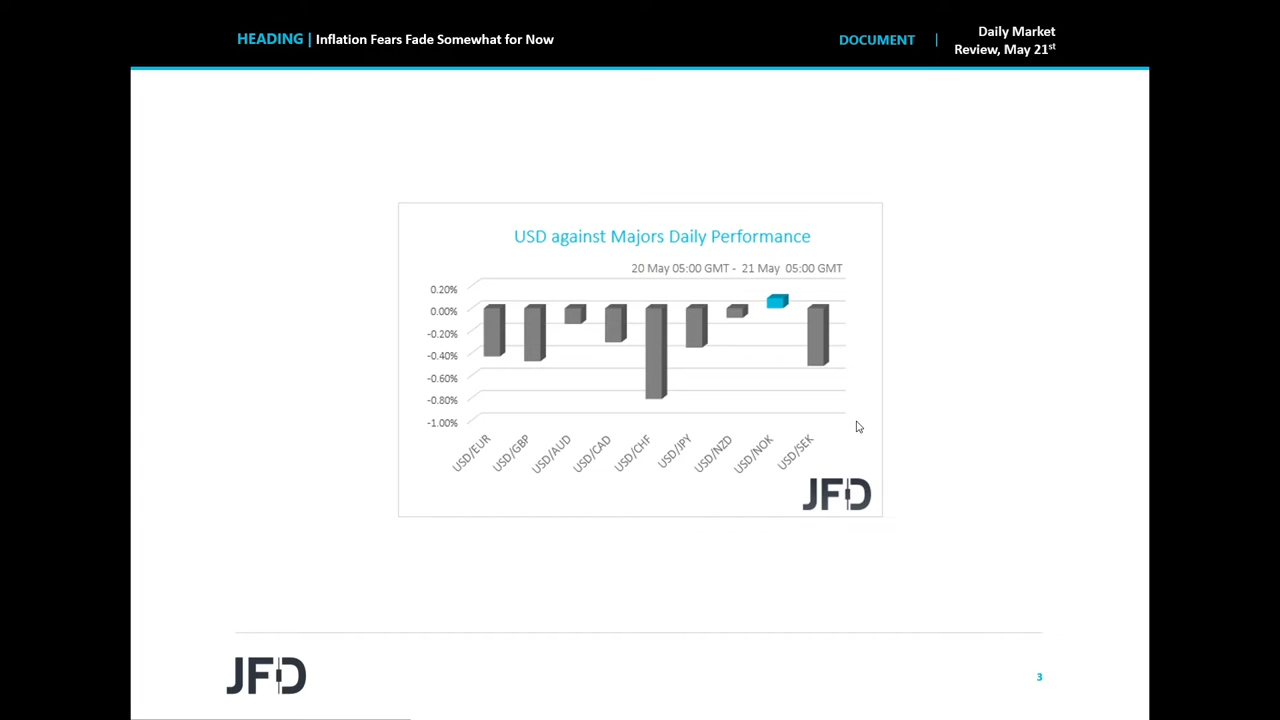 HEADING | Inflation Fears Fade Somewhat for Now
DOCUMENT | Daily Market
Review, May 21st
USD against Majors Daily Performance
20 May 05:00 GMT - 21 May 05:00 GMT
0.20%
0.00%
-0.20%
-0.40%
-0.60%
-0.80%
-1.00%
USD/EUR
USD/GBP
USD/AUD
USD/CAD
USD/CHF
USD/JPY
USD/NZD
USD/NOK
USD/SEK
JFD
JFD
3